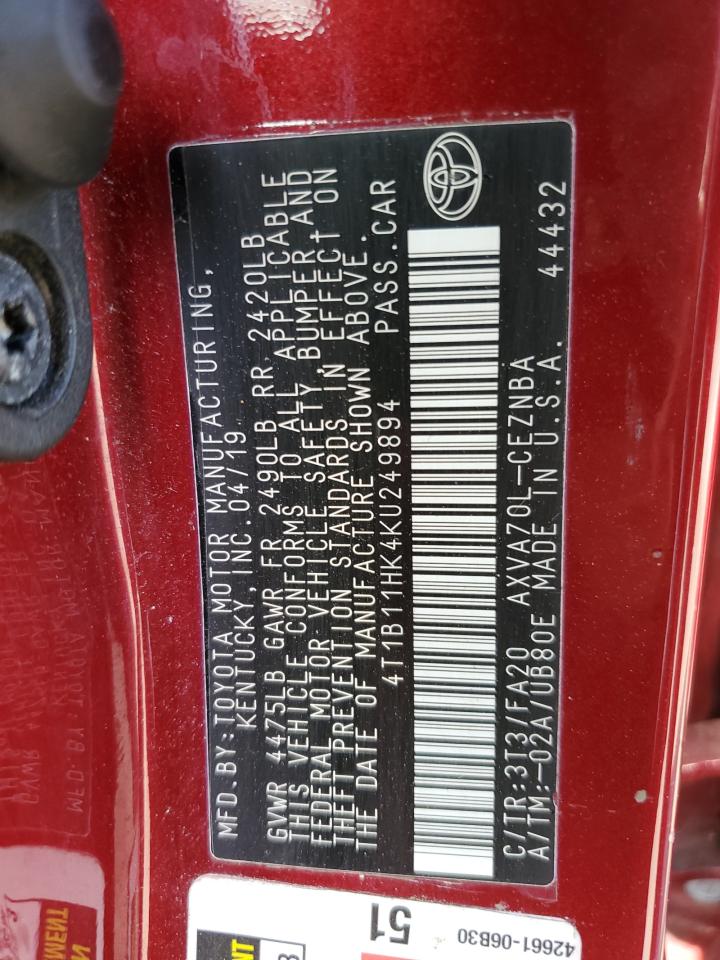 MFD.BY:TOYOTA MOTOR MANUFACTURING,
KENTUCKY, INC. 04/19
GVWR 4475LB GAWR FR 2490LB RR 2420LB
THIS VEHICLE CONFORMS TO ALL APPLICABLE
FEDERAL MOTOR VEHICLE SAFETY, BUMPER AND
THEFT PREVENTION STANDARDS IN EFFECT ON
THE DATE OF MANUFACTURE SHOWN ABOVE.
4T1B11HK4KU249894 PASS.CAR
C/TR:3T3/FA20 AXVA70L-CEZNBA
A/TM:-02A/UB80E MADE IN U.S.A. 44432
51
42661-06B30